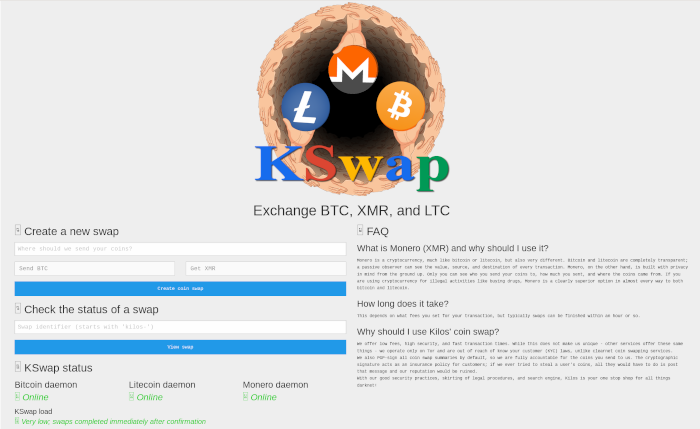 KSwap
Exchange BTC, XMR, and LTC
Create a new swap
Where should we send your coins?
Send BTC
Get XMR
Create coin swap
Check the status of a swap
Swap identifier (starts with 'kilos-')
View swap
KSwap status
Bitcoin daemon
Online
Litecoin daemon
Online
Monero daemon
Online
KSwap load
Very low; swaps completed immediately after confirmation
FAQ
What is Monero (XMR) and why should I use it?
Monero is a cryptocurrency, much like bitcoin or litecoin, but also very different. Bitcoin and litecoin are completely transparent;
a passive observer can see the value, source, and destination of every transaction. Monero, on the other hand, is built with privacy
in mind from the ground up. Only you can see who you send your coins to, how much you sent, and where the coins came from. If you
are using cryptocurrency for illegal activities like buying drugs, Monero is a clearly superior option in almost every way to both
bitcoin and litecoin.
How long does it take?
This depends on what fees you set for your transaction, but typically swaps can be finished within an hour or so.
Why should I use Kilos' coin swap?
We offer low fees, high security, and fast transaction times. While this does not make us unique - other services offer these same
things - we operate only on Tor and are out of reach of know your customer (KYC) laws, unlike clearnet coin swapping services.
We also PGP-sign all coin swap summaries by default, so we are fully accountable for the coins you send to us. The cryptographic
signature acts as an insurance policy for customers; if we ever tried to steal a user's coins, all they would have to do is post
that message and our reputation would be ruined.
With our good security practices, skirting of legal procedures, and search engine, Kilos is your one stop shop for all things
darknet!